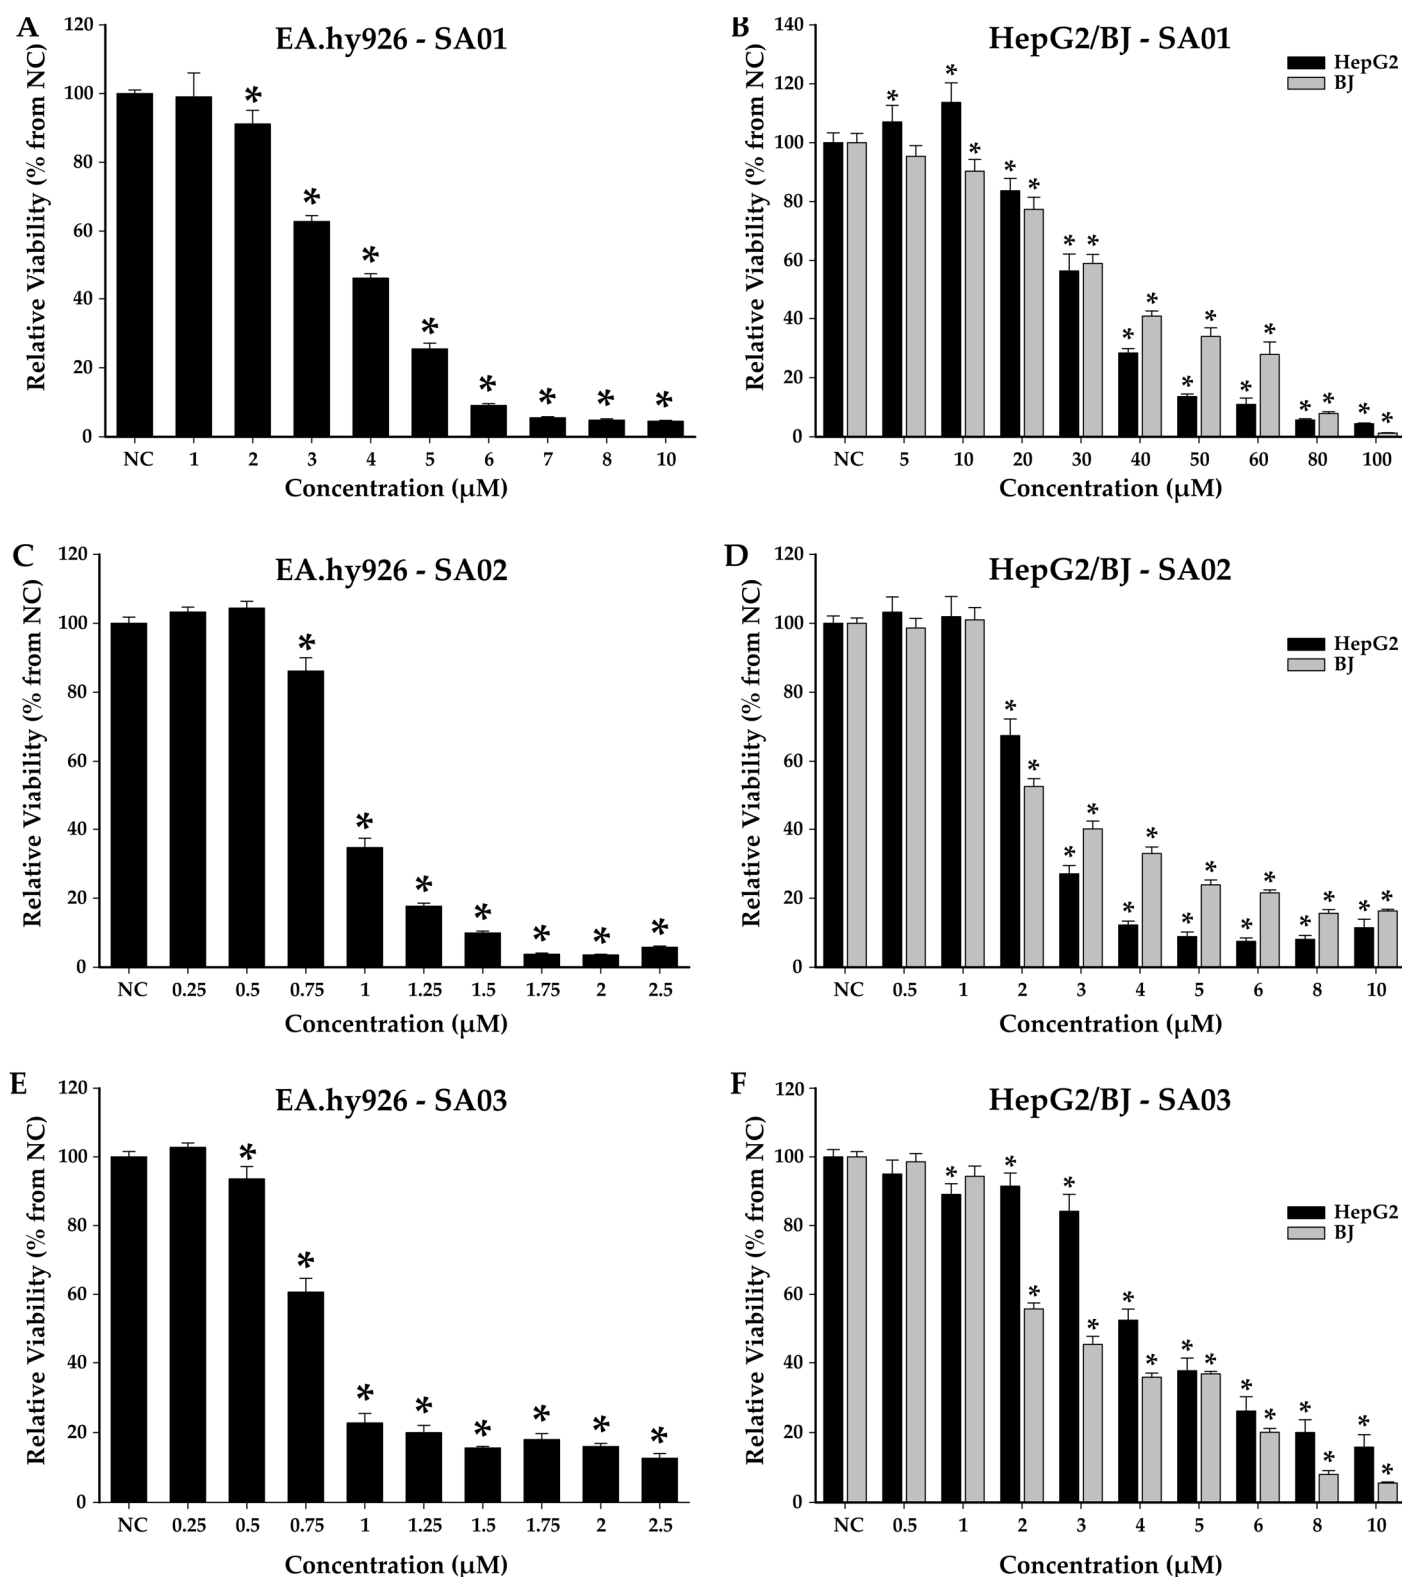 A
EA.hy926 - SA01
Relative Viability (% from NC)
120
100
80
60
40
20
0
* * * * * * * *
NC 1 2 3 4 5 6 7 8 10
Concentration (µM)
B
HepG2/BJ - SA01
HepG2
BJ
Relative Viability (% from NC)
140
120
100
80
60
40
20
0
* * * * * * * * * * * * * * * * *
NC 5 10 20 30 40 50 60 80 100
Concentration (µM)
C
EA.hy926 - SA02
Relative Viability (% from NC)
120
100
80
60
40
20
0
* * * * * * *
NC 0.25 0.5 0.75 1 1.25 1.5 1.75 2 2.5
Concentration (µM)
D
HepG2/BJ - SA02
HepG2
BJ
Relative Viability (% from NC)
120
100
80
60
40
20
0
* * * * * * * * * * * * * *
NC 0.5 1 2 3 4 5 6 8 10
Concentration (µM)
E
EA.hy926 - SA03
Relative Viability (% from NC)
120
100
80
60
40
20
0
* * * * * * * *
NC 0.25 0.5 0.75 1 1.25 1.5 1.75 2 2.5
Concentration (µM)
F
HepG2/BJ - SA03
HepG2
BJ
Relative Viability (% from NC)
120
100
80
60
40
20
0
* * * * * * * * * * * * * * *
NC 0.5 1 2 3 4 5 6 8 10
Concentration (µM)